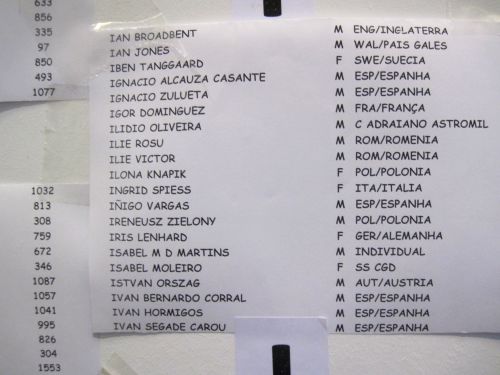 633
856
335
97
850
493
1077
IAN BROADBENT M ENG/INGLATERRA
IAN JONES M WAL/PAIS GALES
IBEN TANGGAARD F SWE/SUECIA
IGNACIO ALCAUZA CASANTE M ESP/ESPANHA
IGNACIO ZULUETA M ESP/ESPANHA
IGOR DOMINGUEZ M FRA/FRANÇA
ILIDIO OLIVEIRA M C ADRAIANO ASTROMIL
ILIE ROSU M ROM/ROMENIA
ILIE VICTOR M ROM/ROMENIA
ILONA KNAPIK F POL/POLONIA
1032 INGRID SPIESS F ITA/ITALIA
813 IÑIGO VARGAS M ESP/ESPANHA
308 IRENEUSZ ZIELONY M POL/POLONIA
759 IRIS LENHARD F GER/ALEMANHA
672 ISABEL M D MARTINS M INDIVIDUAL
346 ISABEL MOLEIRO F SS CGD
1087 ISTVAN ORSZAG M AUT/AUSTRIA
1057 IVAN BERNARDO CORRAL M ESP/ESPANHA
1041 IVAN HORMIGOS M ESP/ESPANHA
995 IVAN SEGADE CAROU M ESP/ESPANHA
826
304
1553